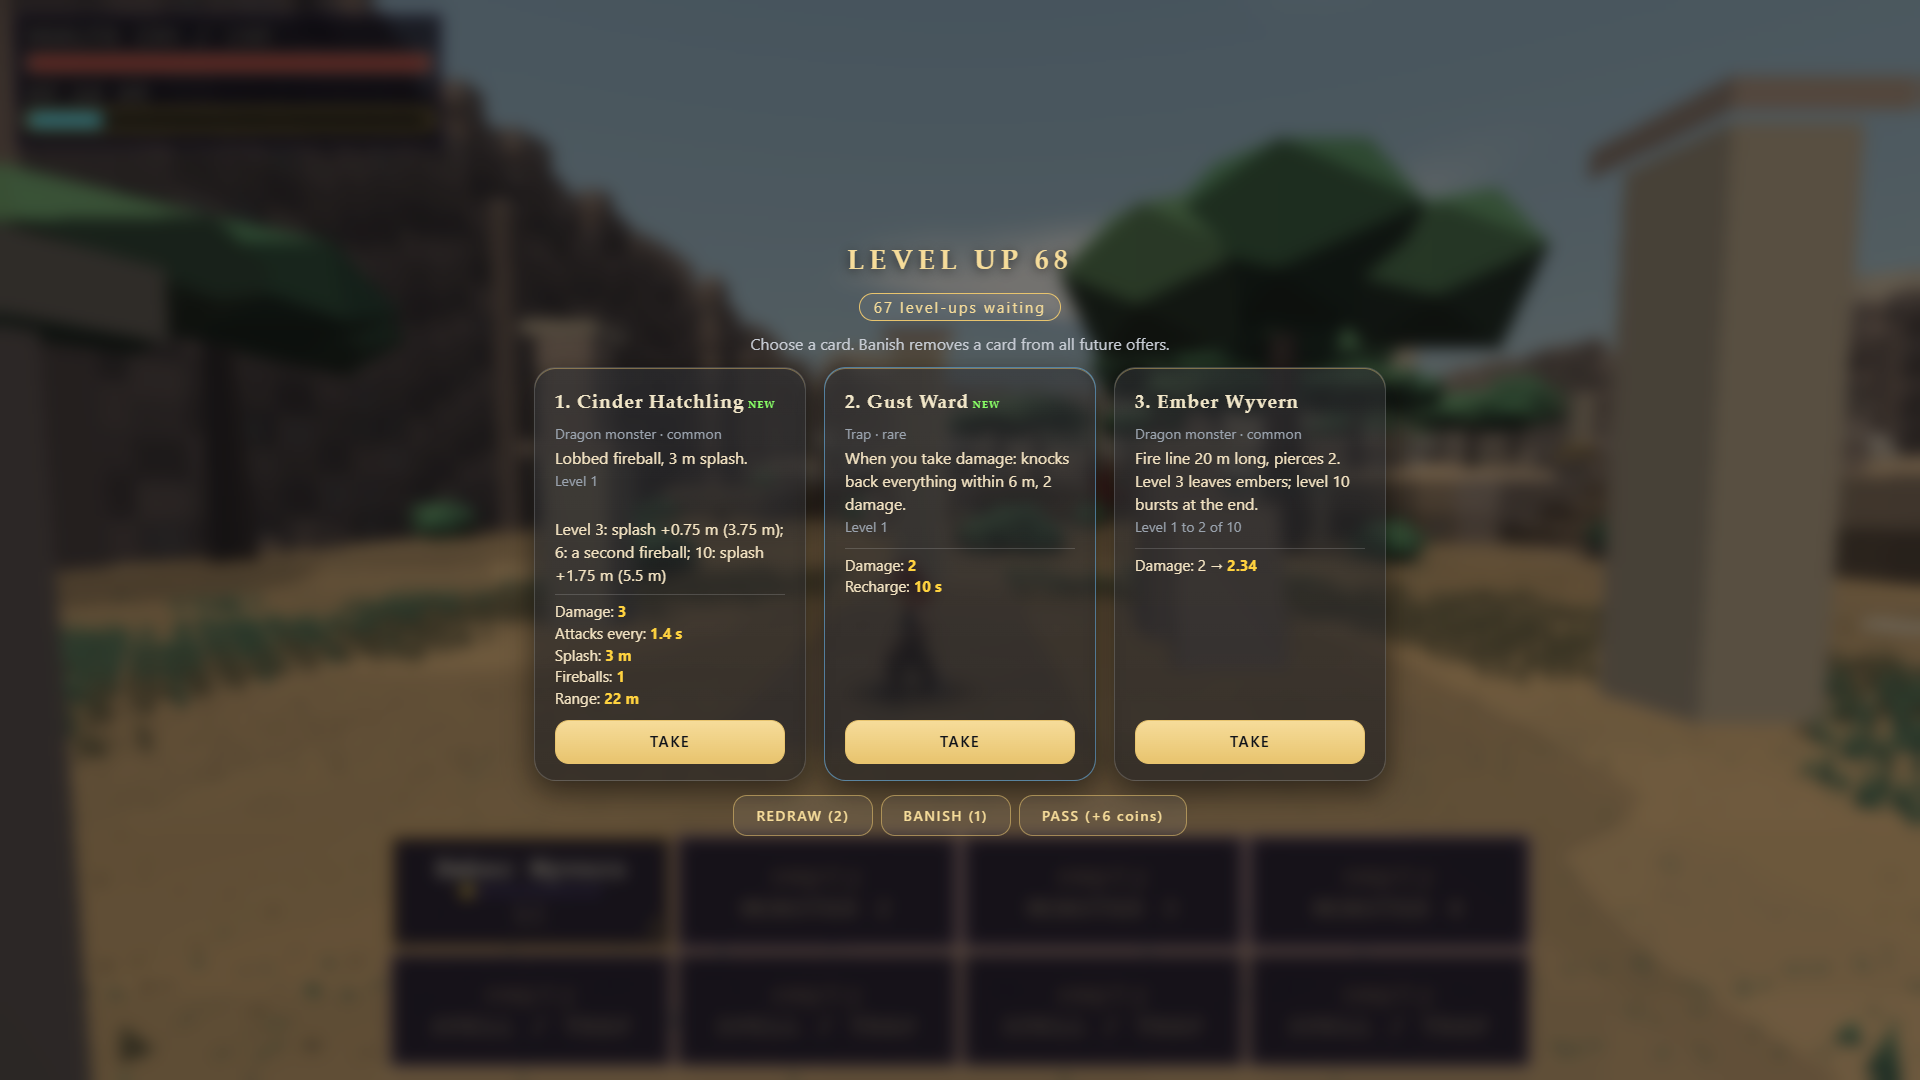 LEVEL UP 68
67 level-ups waiting
Choose a card. Banish removes a card from all future offers.
1. Cinder Hatchling NEW
Dragon monster · common
Lobbed fireball, 3 m splash.
Level 1
Level 3: splash +0.75 m (3.75 m);
6: a second fireball; 10: splash
+1.75 m (5.5 m)
Damage: 3
Attacks every: 1.4 s
Splash: 3 m
Fireballs: 1
Range: 22 m
TAKE
2. Gust Ward NEW
Trap · rare
When you take damage: knocks
back everything within 6 m, 2
damage.
Level 1
Damage: 2
Recharge: 10 s
TAKE
3. Ember Wyvern
Dragon monster · common
Fire line 20 m long, pierces 2.
Level 3 leaves embers; level 10
bursts at the end.
Level 1 to 2 of 10
Damage: 2 → 2.34
TAKE
REDRAW (2)
BANISH (1)
PASS (+6 coins)